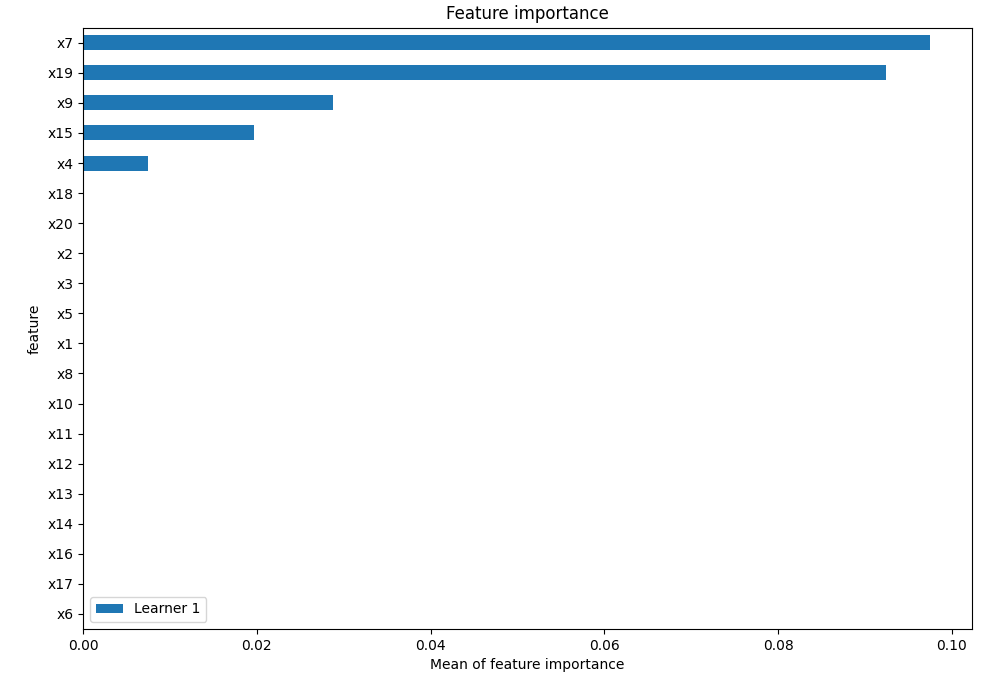 Feature importance
x7
x19
x9
x15
x4
x18
x20
x2
x3
x5
x1
x8
x10
x11
x12
x13
x14
x16
x17
x6
feature
Learner 1
0.00 0.02 0.04 0.06 0.08 0.10
Mean of feature importance